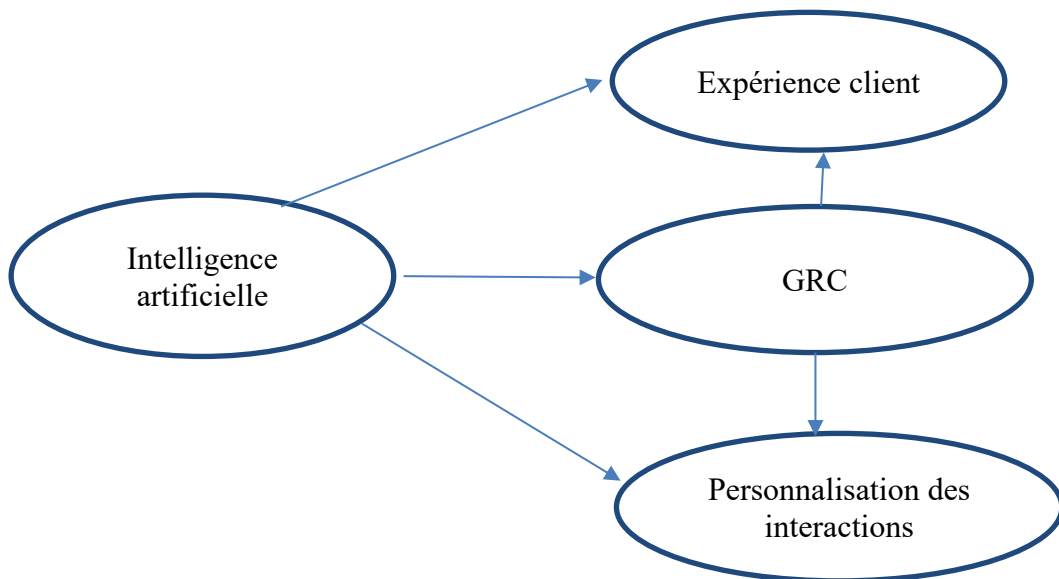 Expérience client
Intelligence
artificielle
GRC
Personnalisation des
interactions